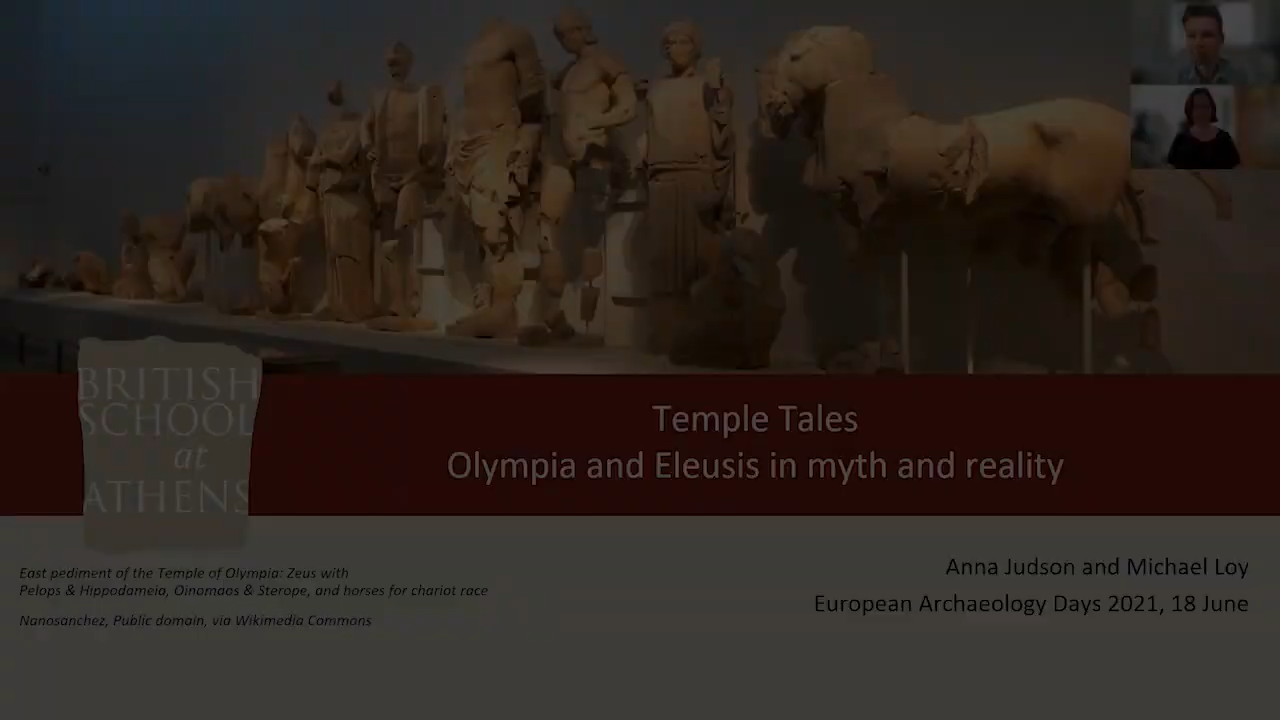 BRITISH
SCHOOL
at
ATHENS
Temple Tales
Olympia and Eleusis in myth and reality
East pediment of the Temple of Olympia: Zeus with
Pelops & Hippodameia, Oinomaos & Sterope, and horses for chariot race
Nanosanchez, Public domain, via Wikimedia Commons
Anna Judson and Michael Loy
European Archaeology Days 2021, 18 June